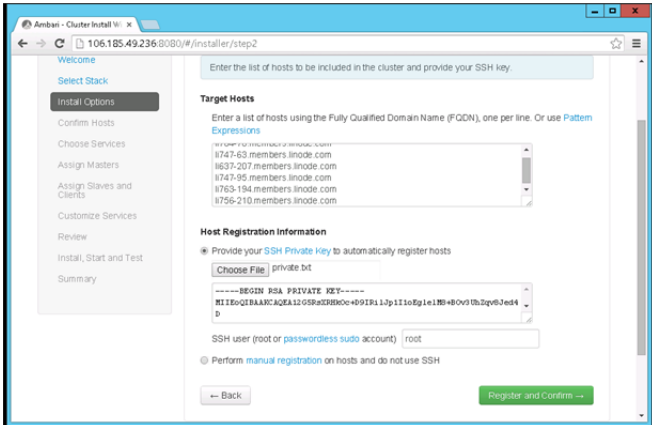 Ambari - Cluster Install Wi
106.185.49.236:8080/#/installer/step2
Welcome
Select Stack
Install Options
Confirm Hosts
Choose Services
Assign Masters
Assign Slaves and
Clients
Customize Services
Review
Install, Start and Test
Summary
Enter the list of hosts to be included in the cluster and provide your SSH key.
Target Hosts
Enter a list of hosts using the Fully Qualified Domain Name (FQDN), one per line. Or use Pattern
Expressions
li747-63.members.linode.com
li637-207.members.linode.com
li747-95.members.linode.com
li763-194.members.linode.com
li756-210.members.linode.com
Host Registration Information
Provide your SSH Private Key to automatically register hosts
Choose File private.txt
-----BEGIN RSA PRIVATE KEY-----
D
SSH user (root or passwordless sudo account) root
Perform manual registration on hosts and do not use SSH
← Back
Register and Confirm →